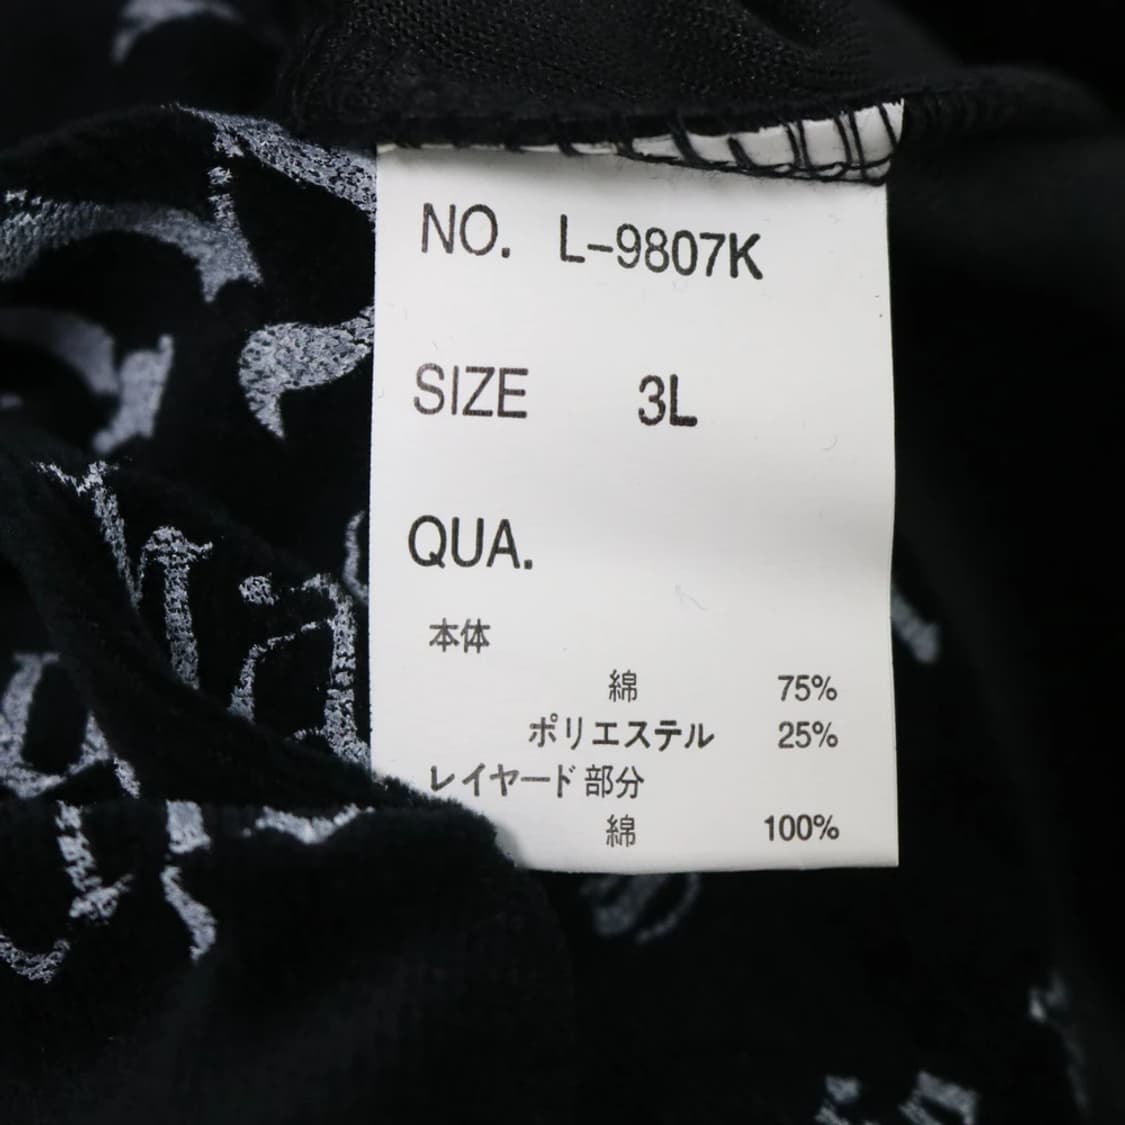 NO. L-9807K
SIZE 3L
QUA.
本体
綿 75%
ポリエステル 25%
レイヤード部分
綿 100%